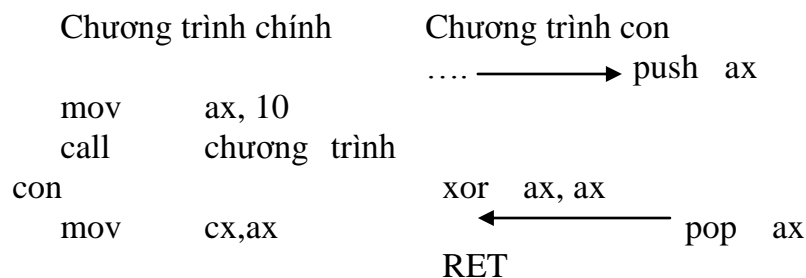 Chương trình chính Chương trình con
…. push ax
mov ax, 10
call chương trình
con xor ax, ax
mov cx,ax pop ax
RET